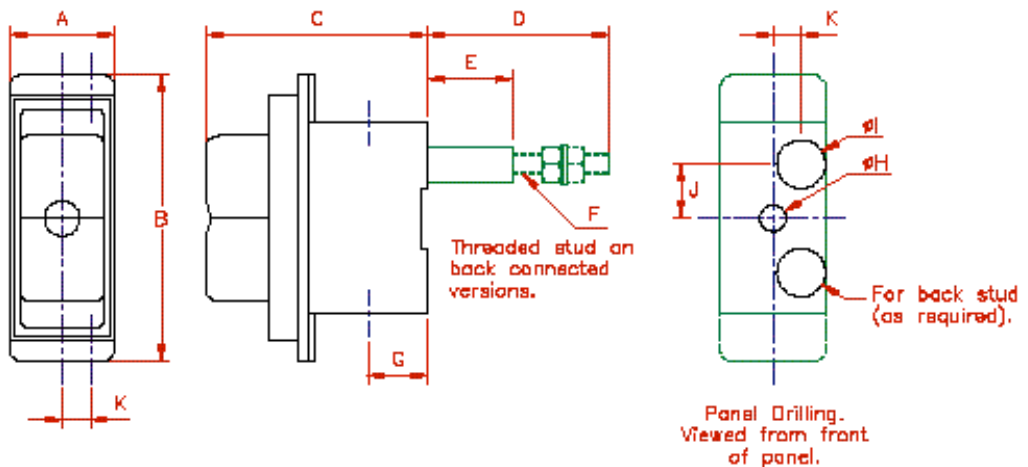 A
C
D
K
E
øI
øH
J
B
F
Threaded stud on
back connected
versions.
For back stud
(as required).
G
K
Panel Drilling.
Viewed from front
of panel.